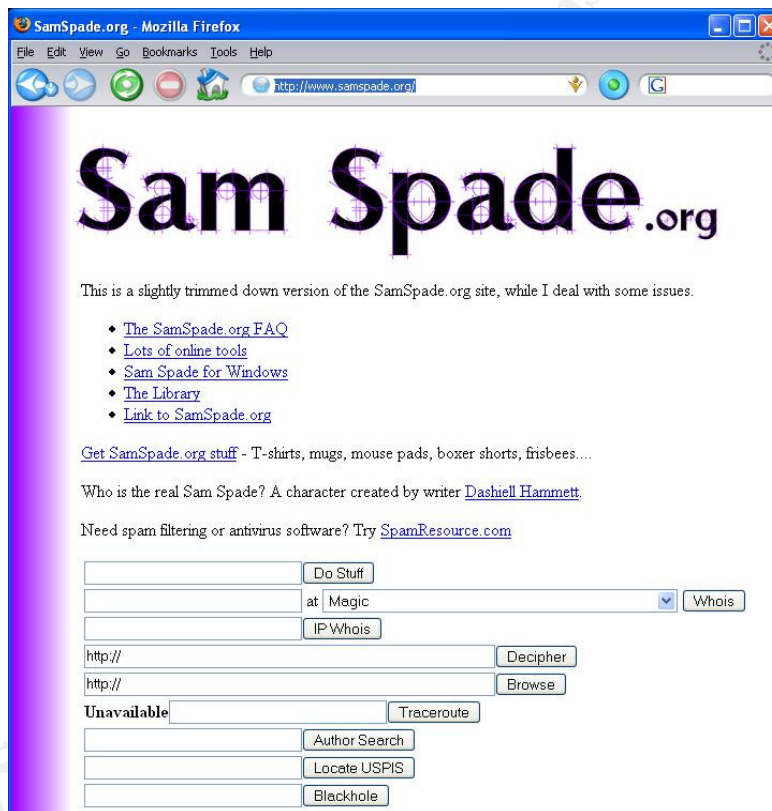 SamSpade.org - Mozilla Firefox
File Edit View Go Bookmarks Tools Help
http://www.samspade.org/
G
Sam Spade.org
This is a slightly trimmed down version of the SamSpade.org site, while I deal with some issues.
The SamSpade.org FAQ
Lots of online tools
Sam Spade for Windows
The Library
Link to SamSpade.org
Get SamSpade.org stuff - T-shirts, mugs, mouse pads, boxer shorts, frisbees....
Who is the real Sam Spade? A character created by writer Dashiell Hammett.
Need spam filtering or antivirus software? Try SpamResource.com
Do Stuff
at Magic Whois
IP Whois
http:// Decipher
http:// Browse
Unavailable Traceroute
Author Search
Locate USPIS
Blackhole